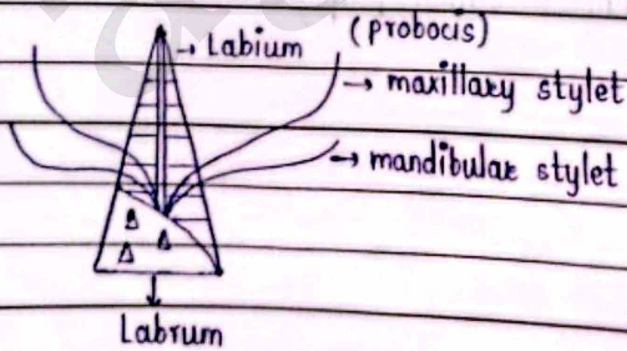 (probocis)
→ Labium
→ maxillary stylet
→ mandibular stylet
Labrum